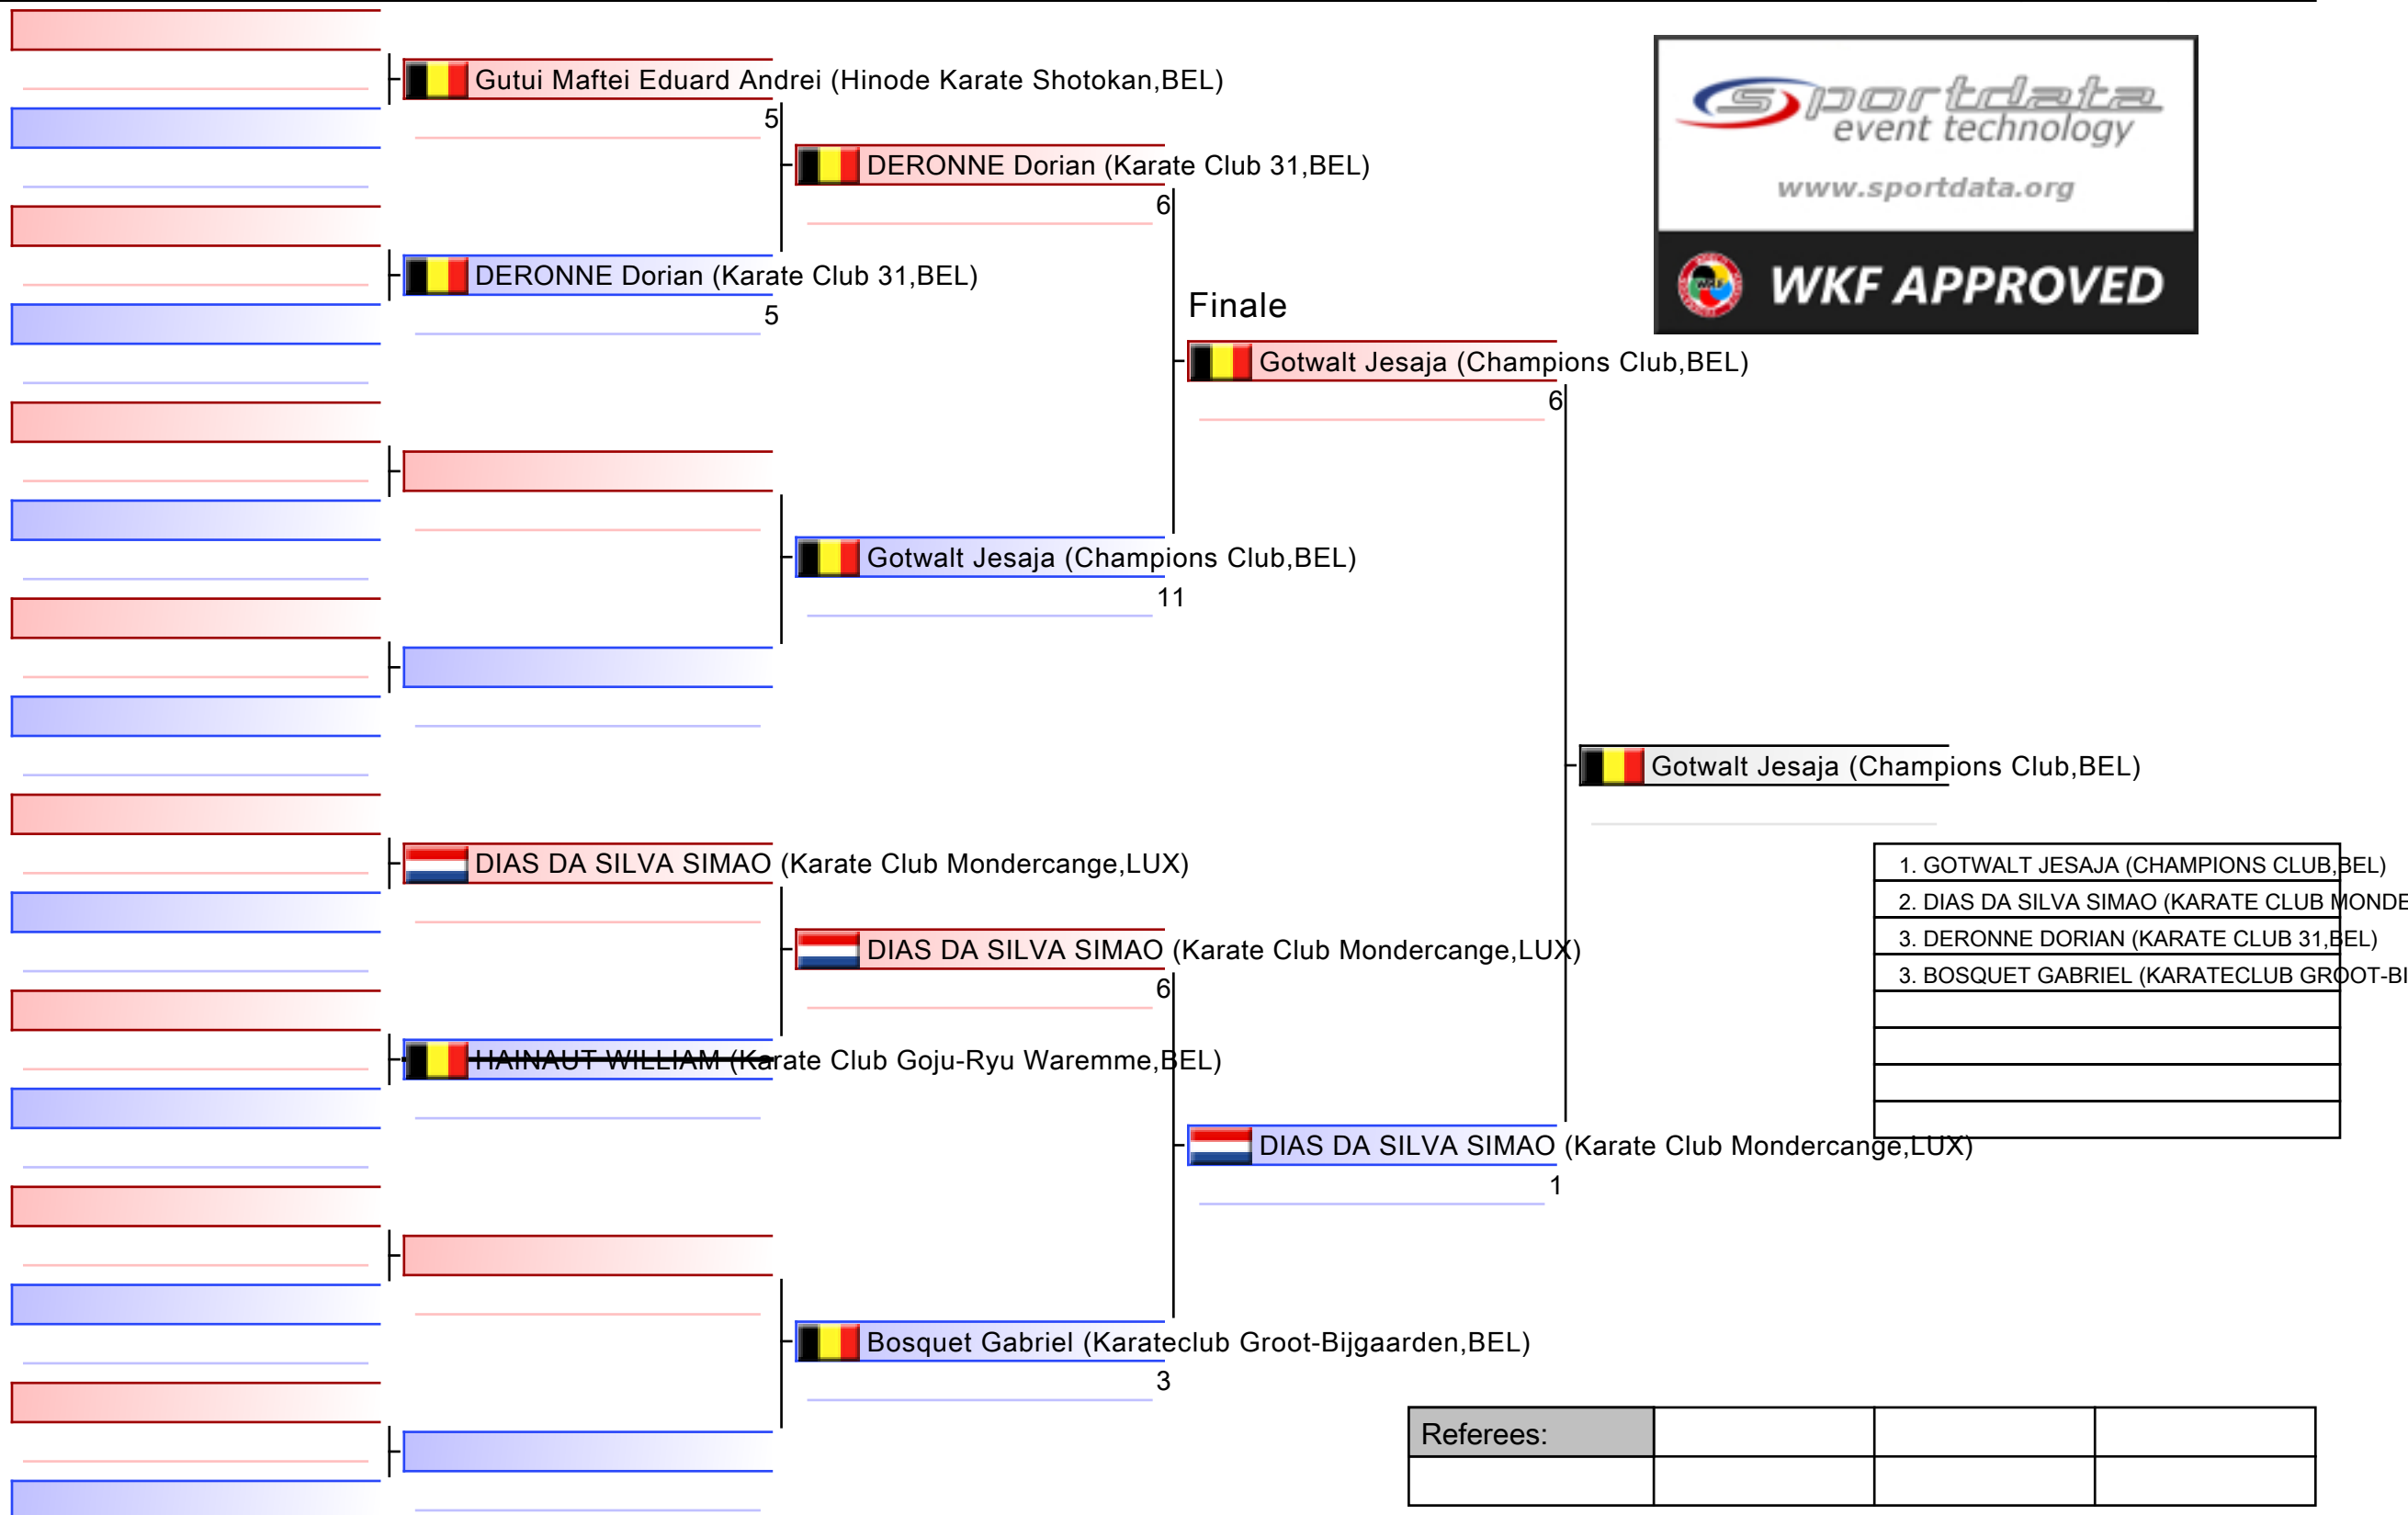 Gutui Maftei Eduard Andrei (Hinode Karate Shotokan,BEL)
5
DERONNE Dorian (Karate Club 31,BEL)
6
DERONNE Dorian (Karate Club 31,BEL)
5
Finale
Gotwalt Jesaja (Champions Club,BEL)
6
Gotwalt Jesaja (Champions Club,BEL)
11
sportdata
event technology
www.sportdata.org
WKF APPROVED
Gotwalt Jesaja (Champions Club,BEL)
DIAS DA SILVA SIMAO (Karate Club Mondercange,LUX)
DIAS DA SILVA SIMAO (Karate Club Mondercange,LUX)
6
HAINAUT WILLIAM (Karate Club Goju-Ryu Waremme,BEL)
DIAS DA SILVA SIMAO (Karate Club Mondercange,LUX)
1
Bosquet Gabriel (Karateclub Groot-Bijgaarden,BEL)
3
1. GOTWALT JESAJA (CHAMPIONS CLUB,BEL)
2. DIAS DA SILVA SIMAO (KARATE CLUB MONDE
3. DERONNE DORIAN (KARATE CLUB 31,BEL)
3. BOSQUET GABRIEL (KARATECLUB GROOT-BI
Referees: